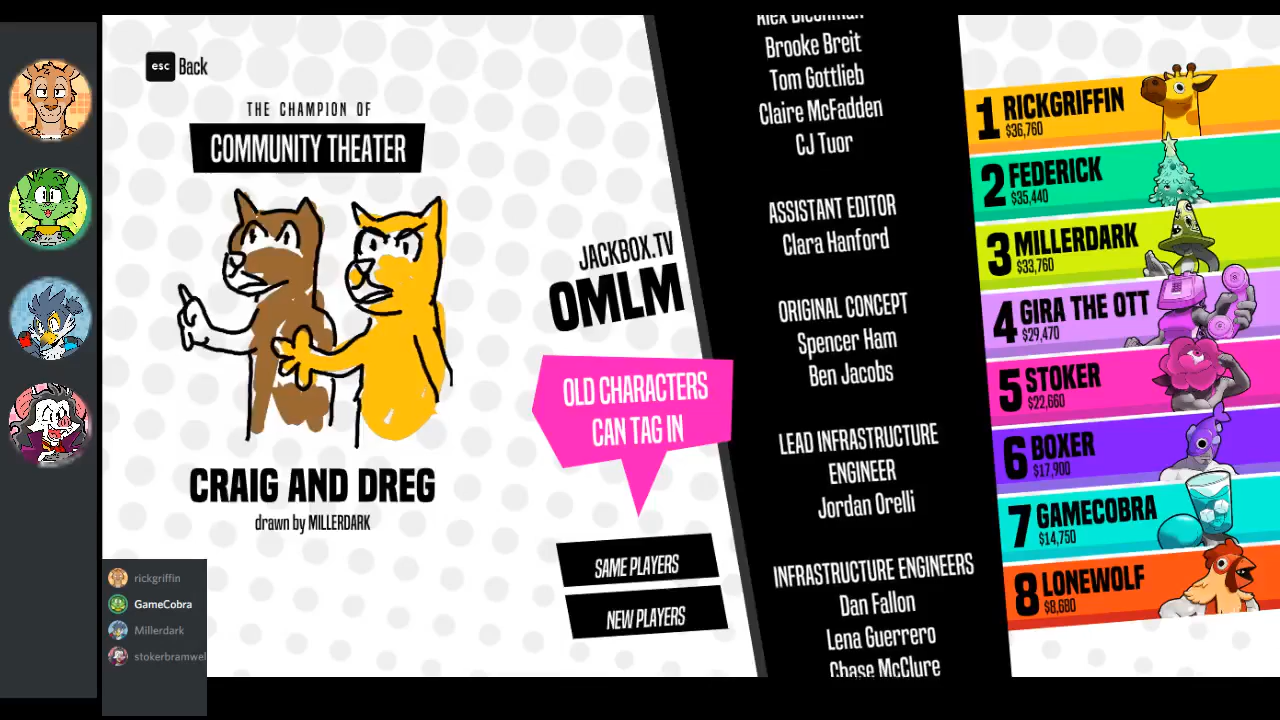 esc Back
THE CHAMPION OF
COMMUNITY THEATER
CRAIG AND DREG
drawn by MILLERDARK
rickgriffin
GameCobra
Millerdark
stokerbramwel
JACKBOX.TV
OMLM
OLD CHARACTERS
CAN TAG IN
SAME PLAYERS
NEW PLAYERS
Brooke Breit
Tom Gottlieb
Claire McFadden
CJ Tuor
ASSISTANT EDITOR
Clara Hanford
ORIGINAL CONCEPT
Spencer Ham
Ben Jacobs
LEAD INFRASTRUCTURE
ENGINEER
Jordan Orelli
INFRASTRUCTURE ENGINEERS
Dan Fallon
Lena Guerrero
Chase McClure
1 RICKGRIFFIN
$36,760
2 FEDERICK
$35,440
3 MILLERDARK
$33,760
4 GIRA THE OTT
$29,470
5 STOKER
$22,660
6 BOXER
$17,900
7 GAMECOBRA
$14,750
8 LONEWOLF
$8,680